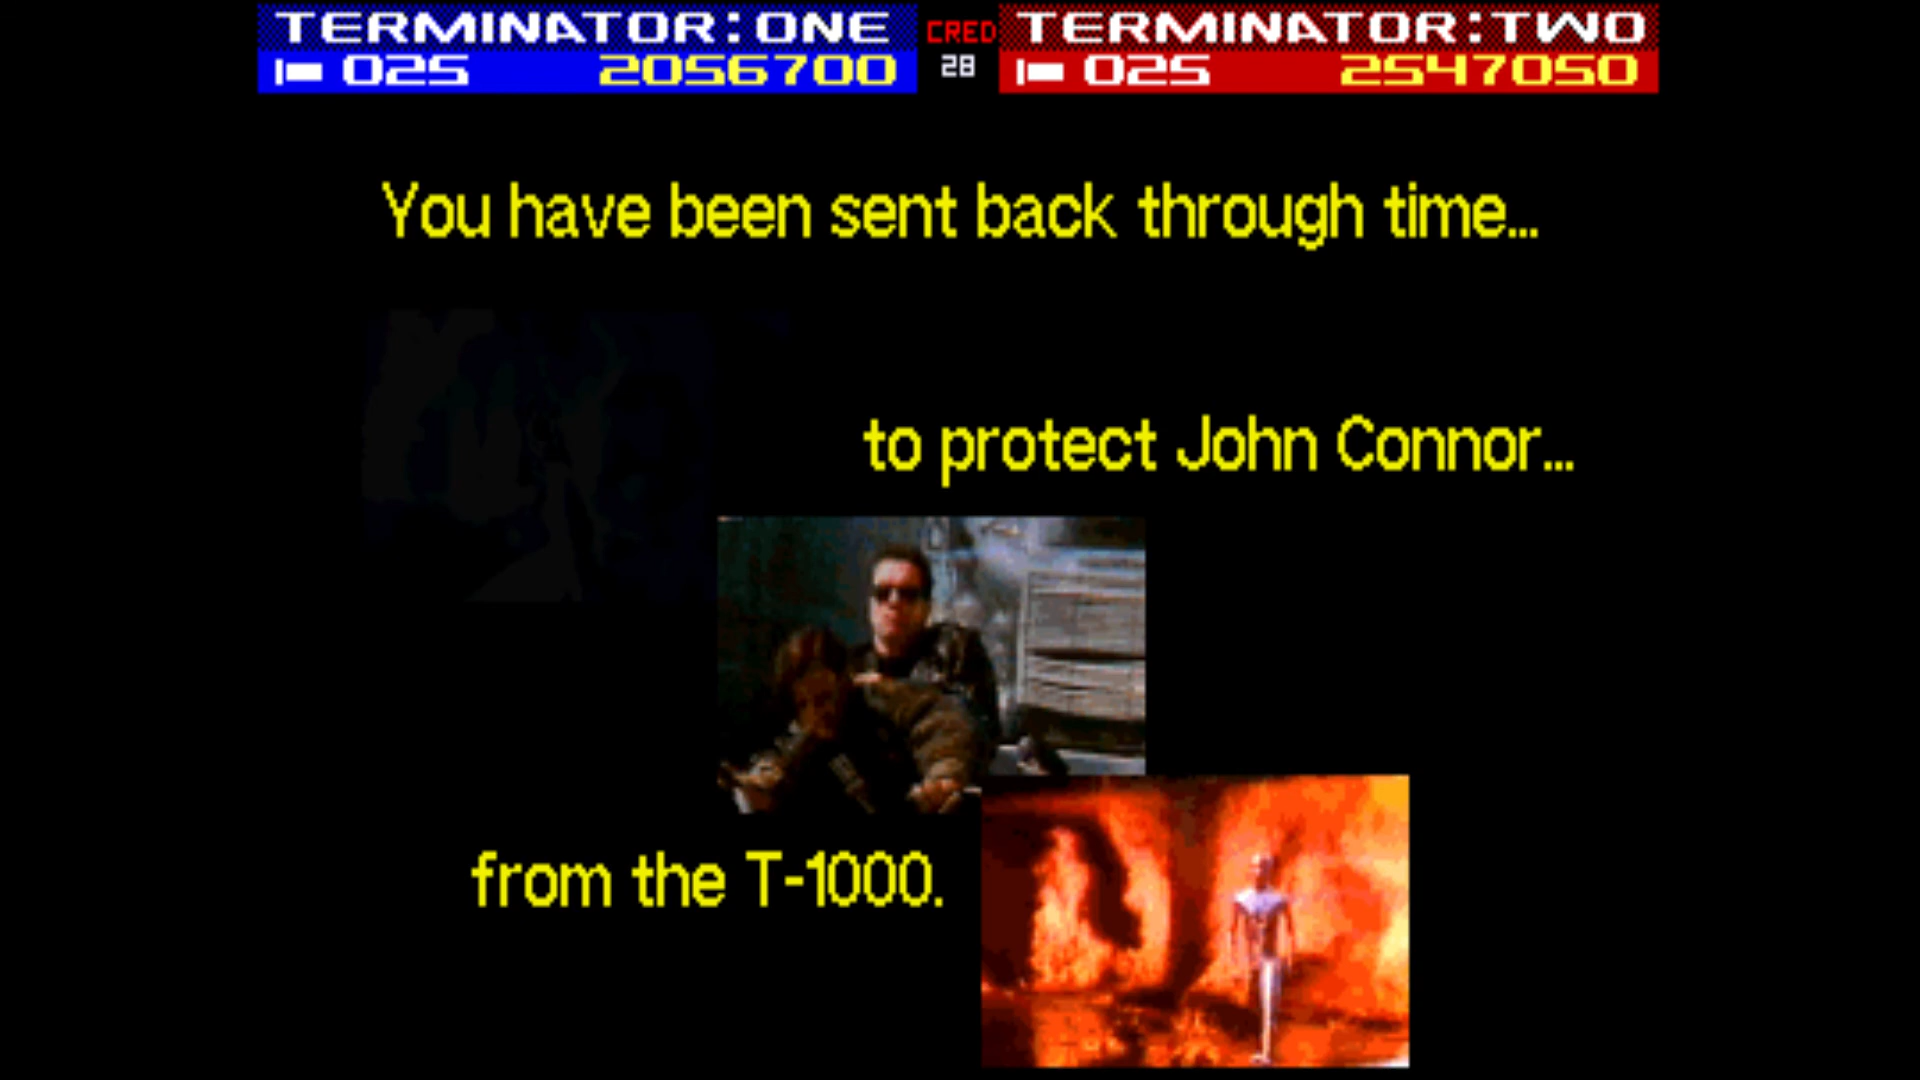 TERMINATOR:ONE
025 2056700
CRED
28
TERMINATOR:TWO
025 2547050
You have been sent back through time...
to protect John Connor...
from the T-1000.